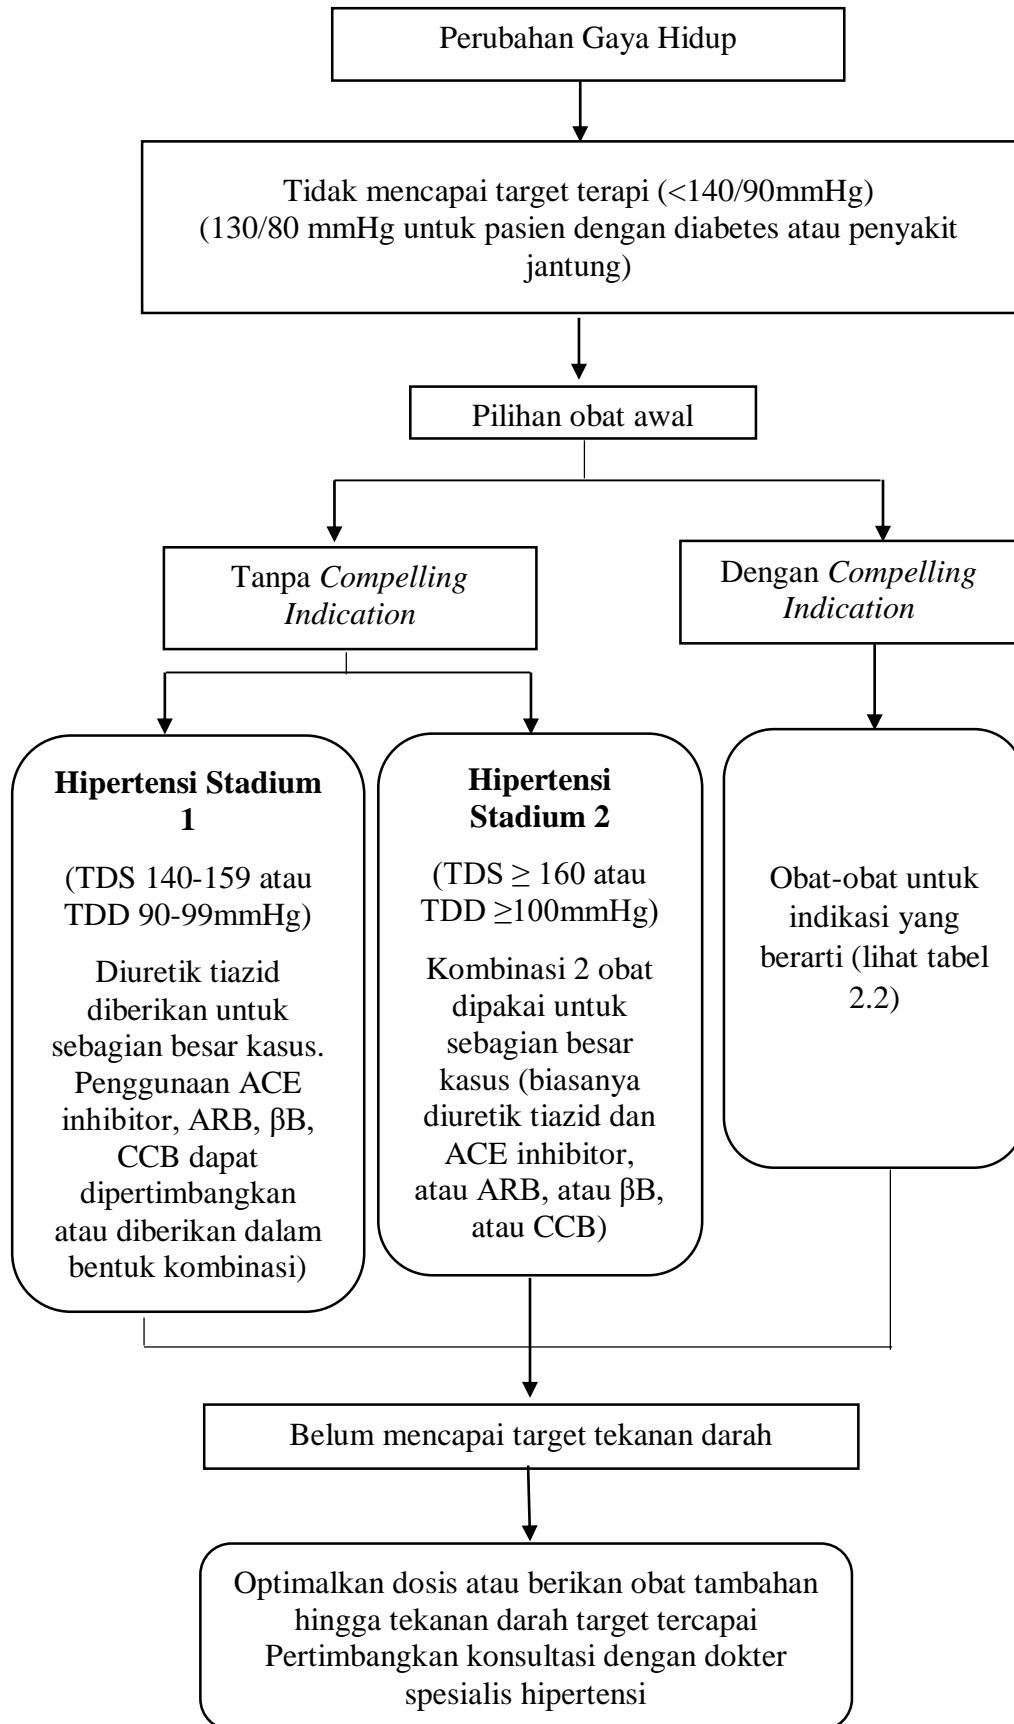 Perubahan Gaya Hidup
Tidak mencapai target terapi (<140/90mmHg)
(130/80 mmHg untuk pasien dengan diabetes atau penyakit
jantung)
Pilihan obat awal
Tanpa Compelling
Indication
Dengan Compelling
Indication
Hipertensi Stadium
1
(TDS 140-159 atau
TDD 90-99mmHg)
Diuretik tiazid
diberikan untuk
sebagian besar kasus.
Penggunaan ACE
inhibitor, ARB, βB,
CCB dapat
dipertimbangkan
atau diberikan dalam
bentuk kombinasi)
Hipertensi
Stadium 2
(TDS ≥ 160 atau
TDD ≥100mmHg)
Kombinasi 2 obat
dipakai untuk
sebagian besar
kasus (biasanya
diuretik tiazid dan
ACE inhibitor,
atau ARB, atau βB,
atau CCB)
Obat-obat untuk
indikasi yang
berarti (lihat tabel
2.2)
Belum mencapai target tekanan darah
Optimalkan dosis atau berikan obat tambahan
hingga tekanan darah target tercapai
Pertimbangkan konsultasi dengan dokter
spesialis hipertensi